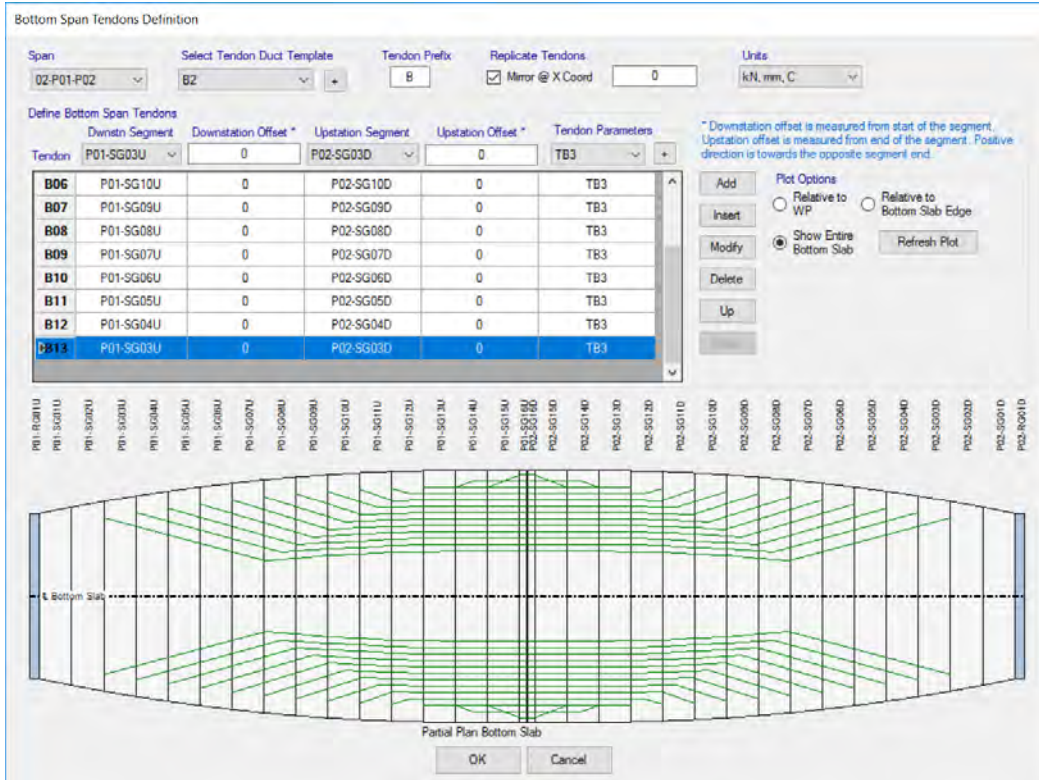 Bottom Span Tendons Definition
Span Select Tendon Duct Template Tendon Prefix Replicate Tendons Units
02-P01-P02 B2 + B Mirror @ X Coord 0 kN, mm, C
Define Bottom Span Tendons
Dwnstn Segment Downstation Offset * Upstation Segment Upstation Offset * Tendon Parameters
Tendon P01-SG03U 0 P02-SG03D 0 TB3 +
* Downstation offset is measured from start of the segment.
Upstation offset is measured from end of the segment. Positive
direction is towards the opposite segment end.
B06 P01-SG10U 0 P02-SG10D 0 TB3
B07 P01-SG09U 0 P02-SG09D 0 TB3
B08 P01-SG08U 0 P02-SG08D 0 TB3
B09 P01-SG07U 0 P02-SG07D 0 TB3
B10 P01-SG06U 0 P02-SG06D 0 TB3
B11 P01-SG05U 0 P02-SG05D 0 TB3
B12 P01-SG04U 0 P02-SG04D 0 TB3
B13 P01-SG03U 0 P02-SG03D 0 TB3
Add
Insert
Modify
Delete
Up
Plot Options
Relative to WP
Relative to Bottom Slab Edge
Show Entire Bottom Slab
Refresh Plot
P01-RG01U
P01-SG01U
P01-SG02U
P01-SG03U
P01-SG04U
P01-SG05U
P01-SG06U
P01-SG07U
P01-SG08U
P01-SG09U
P01-SG10U
P01-SG11U
P01-SG12U
P01-SG13U
P01-SG14U
P01-SG15U
P01-SG16U
P02-SG16D
P02-SG15D
P02-SG14D
P02-SG13D
P02-SG12D
P02-SG11D
P02-SG10D
P02-SG09D
P02-SG08D
P02-SG07D
P02-SG06D
P02-SG05D
P02-SG04D
P02-SG03D
P02-SG02D
P02-SG01D
P02-RG01D
℄ Bottom Slab
Partial Plan Bottom Slab
OK Cancel